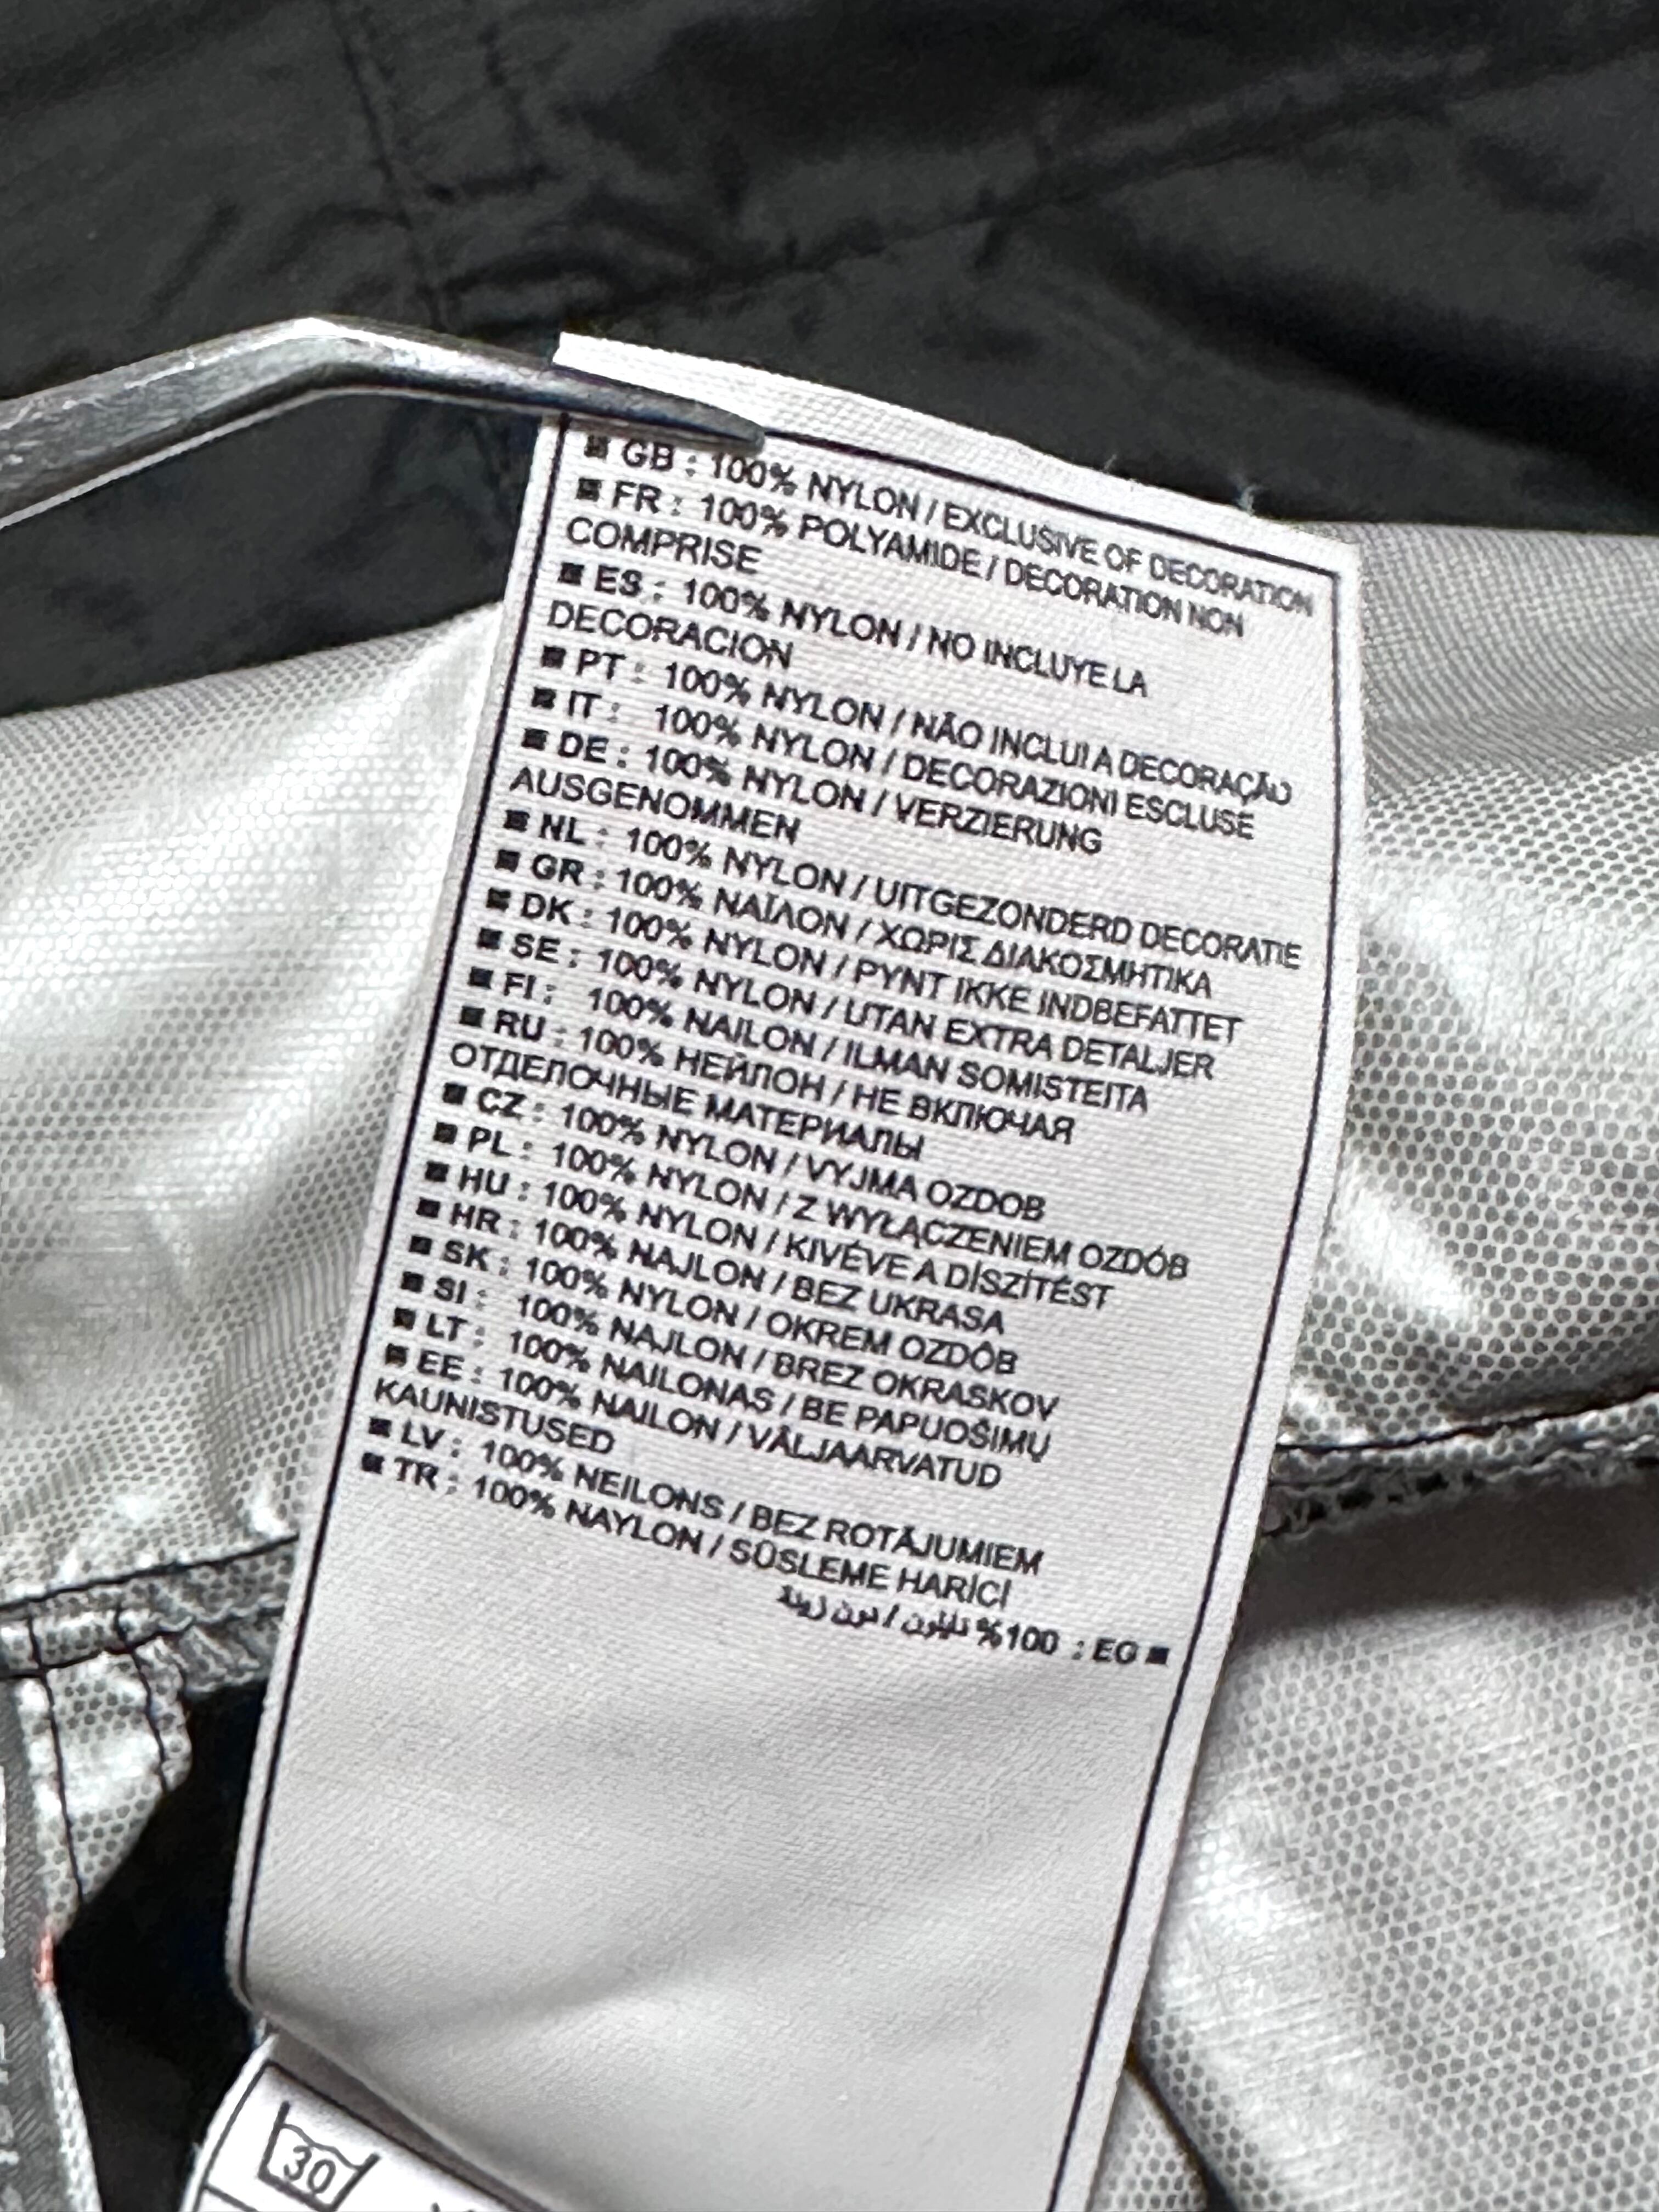 ■ GB : 100% NYLON / EXCLUSIVE OF DECORATION
■ FR : 100% POLYAMIDE / DECORATION NON
COMPRISE
■ ES : 100% NYLON / NO INCLUYE LA
DECORACION
■ PT : 100% NYLON / NÃO INCLUI A DECORAÇÃO
■ IT : 100% NYLON / DECORAZIONI ESCLUSE
■ DE : 100% NYLON / VERZIERUNG
AUSGENOMMEN
■ NL : 100% NYLON / UITGEZONDERD DECORATIE
■ GR : 100% ΝΑΪΛΟΝ / ΧΩΡΙΣ ΔΙΑΚΟΣΜΗΤΙΚΑ
■ DK : 100% NYLON / PYNT IKKE INDBEFATTET
■ SE : 100% NYLON / UTAN EXTRA DETALJER
■ FI : 100% NAILON / ILMAN SOMISTEITA
■ RU : 100% НЕЙЛОН / НЕ ВКЛЮЧАЯ
ОТДЕЛОЧНЫЕ МАТЕРИАЛЫ
■ CZ : 100% NYLON / VYJMA OZDOB
■ PL : 100% NYLON / Z WYŁĄCZENIEM OZDÓB
■ HU : 100% NYLON / KIVÉVE A DÍSZÍTÉST
■ HR : 100% NAJLON / BEZ UKRASA
■ SK : 100% NYLON / OKREM OZDÔB
■ SI : 100% NAJLON / BREZ OKRASKOV
■ LT : 100% NAILONAS / BE PAPUOŠIMŲ
■ EE : 100% NAILON / VÄLJAARVATUD
KAUNISTUSED
■ LV : 100% NEILONS / BEZ ROTĀJUMIEM
■ TR : 100% NAYLON / SÜSLEME HARİCİ
■ EG : 100% نايلون / دون زينة
30